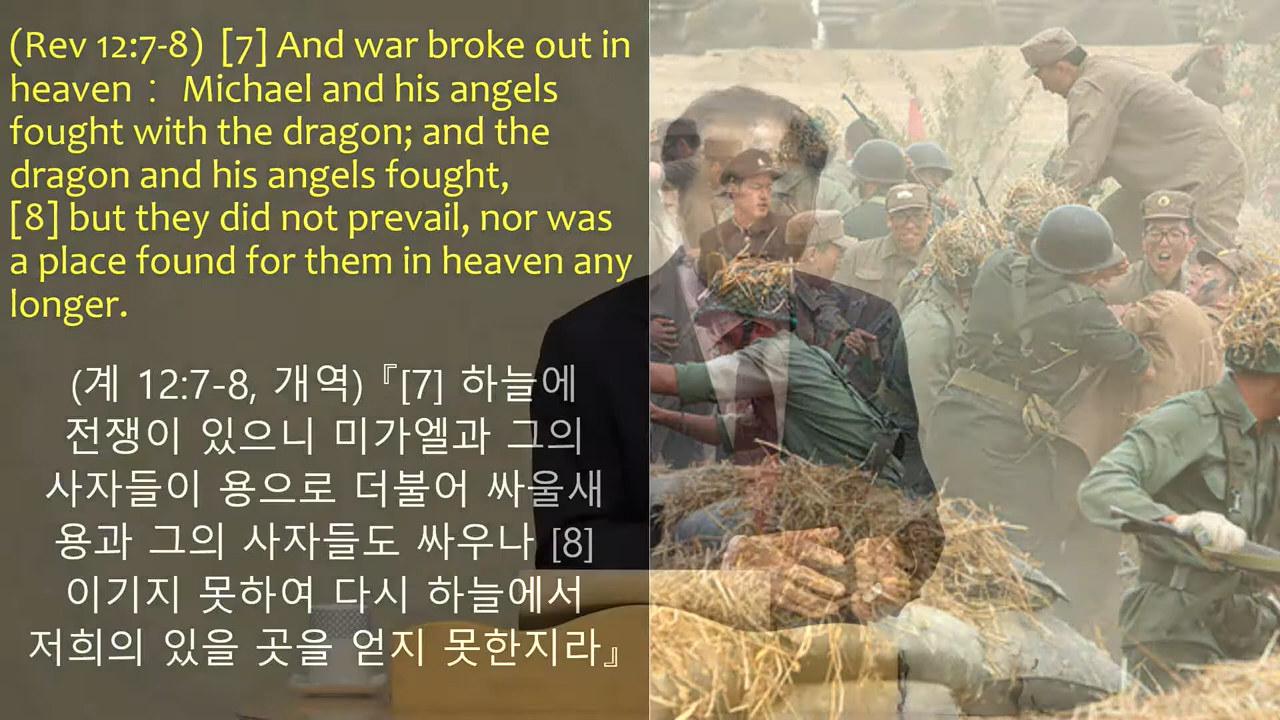 (Rev 12:7-8) [7] And war broke out in
heaven : Michael and his angels
fought with the dragon; and the
dragon and his angels fought,
[8] but they did not prevail, nor was
a place found for them in heaven any
longer.
(계 12:7-8, 개역)『[7] 하늘에
전쟁이 있으니 미가엘과 그의
사자들이 용으로 더불어 싸울새
용과 그의 사자들도 싸우나 [8]
이기지 못하여 다시 하늘에서
저희의 있을 곳을 얻지 못한지라』